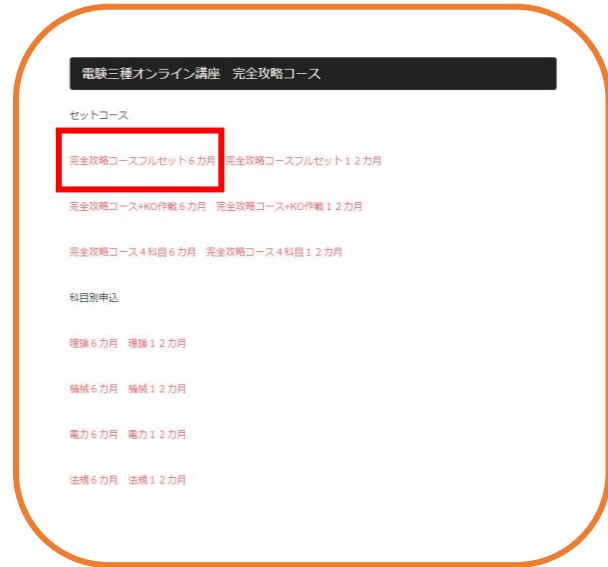 電験三種オンライン講座　完全攻略コース
セットコース
完全攻略コースフルセット６カ月　完全攻略コースフルセット１２カ月
完全攻略コース+KO作戦６カ月　完全攻略コース+KO作戦１２カ月
完全攻略コース４科目６カ月　完全攻略コース４科目１２カ月
科目別申込
理論６カ月　理論１２カ月
機械６カ月　機械１２カ月
電力６カ月　電力１２カ月
法規６カ月　法規１２カ月